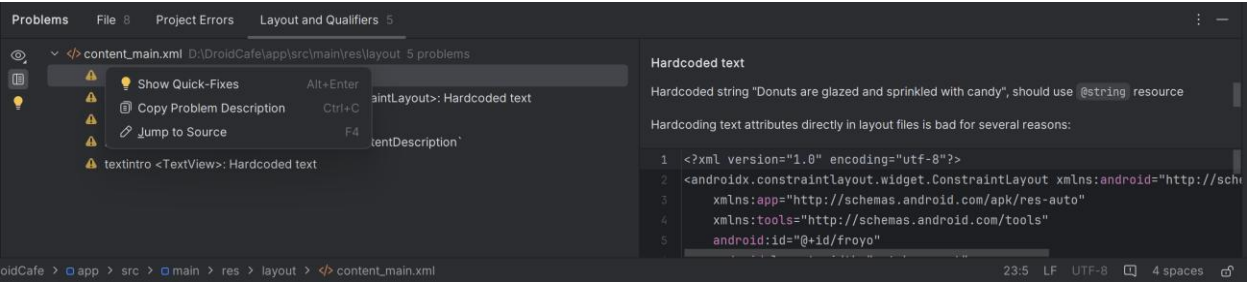 Problems File 8 Project Errors Layout and Qualifiers 5
</> content_main.xml D:\DroidCafe\app\src\main\res\layout 5 problems
Show Quick-Fixes Alt+Enter
Copy Problem Description Ctrl+C
aintLayout>: Hardcoded text
Jump to Source F4
tentDescription`
textintro <TextView>: Hardcoded text
Hardcoded text
Hardcoded string "Donuts are glazed and sprinkled with candy", should use @string resource
Hardcoding text attributes directly in layout files is bad for several reasons:
1 <?xml version="1.0" encoding="utf-8"?>
2 <androidx.constraintlayout.widget.ConstraintLayout xmlns:android="http://sche
3 xmlns:app="http://schemas.android.com/apk/res-auto"
4 xmlns:tools="http://schemas.android.com/tools"
5 android:id="@+id/froyo"
oidCafe > app > src > main > res > layout > </> content_main.xml
23:5 LF UTF-8 4 spaces